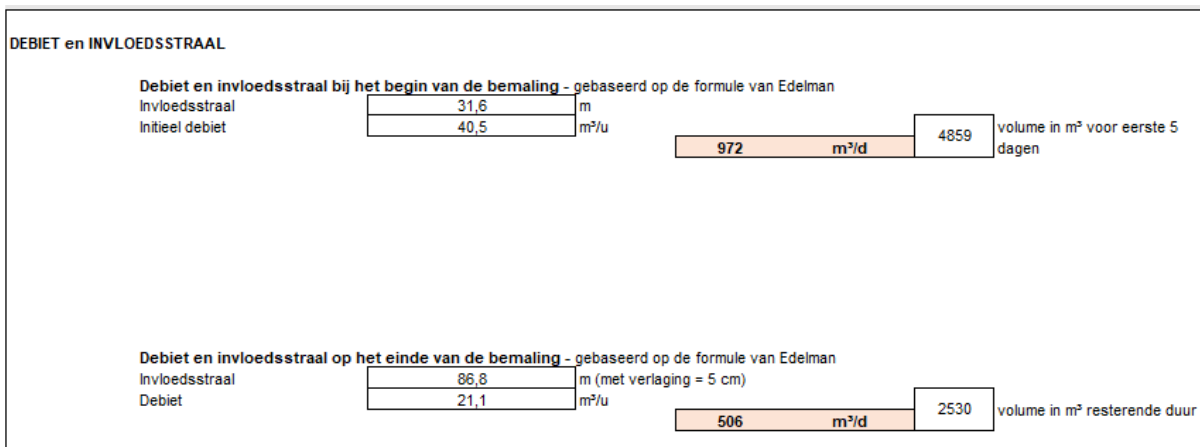 DEBIET en INVLOEDSSTRAAL
Debiet en invloedsstraal bij het begin van de bemaling - gebaseerd op de formule van Edelman
Invloedsstraal 31,6 m
Initieel debiet 40,5 m³/u
972 m³/d 4859 volume in m³ voor eerste 5
dagen
Debiet en invloedsstraal op het einde van de bemaling - gebaseerd op de formule van Edelman
Invloedsstraal 86,8 m (met verlaging = 5 cm)
Debiet 21,1 m³/u
506 m³/d 2530 volume in m³ resterende duur